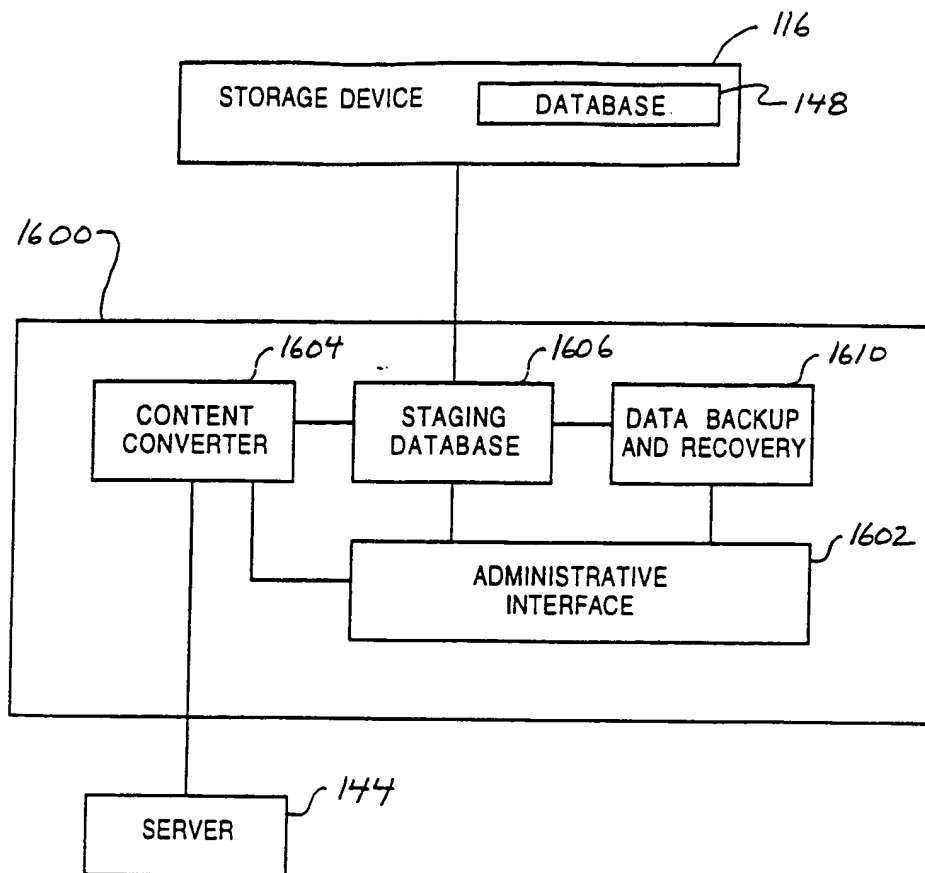 116
STORAGE DEVICE
DATABASE
148
1600
1604
1606
1610
CONTENT
CONVERTER
STAGING
DATABASE
DATA BACKUP
AND RECOVERY
1602
ADMINISTRATIVE
INTERFACE
144
SERVER